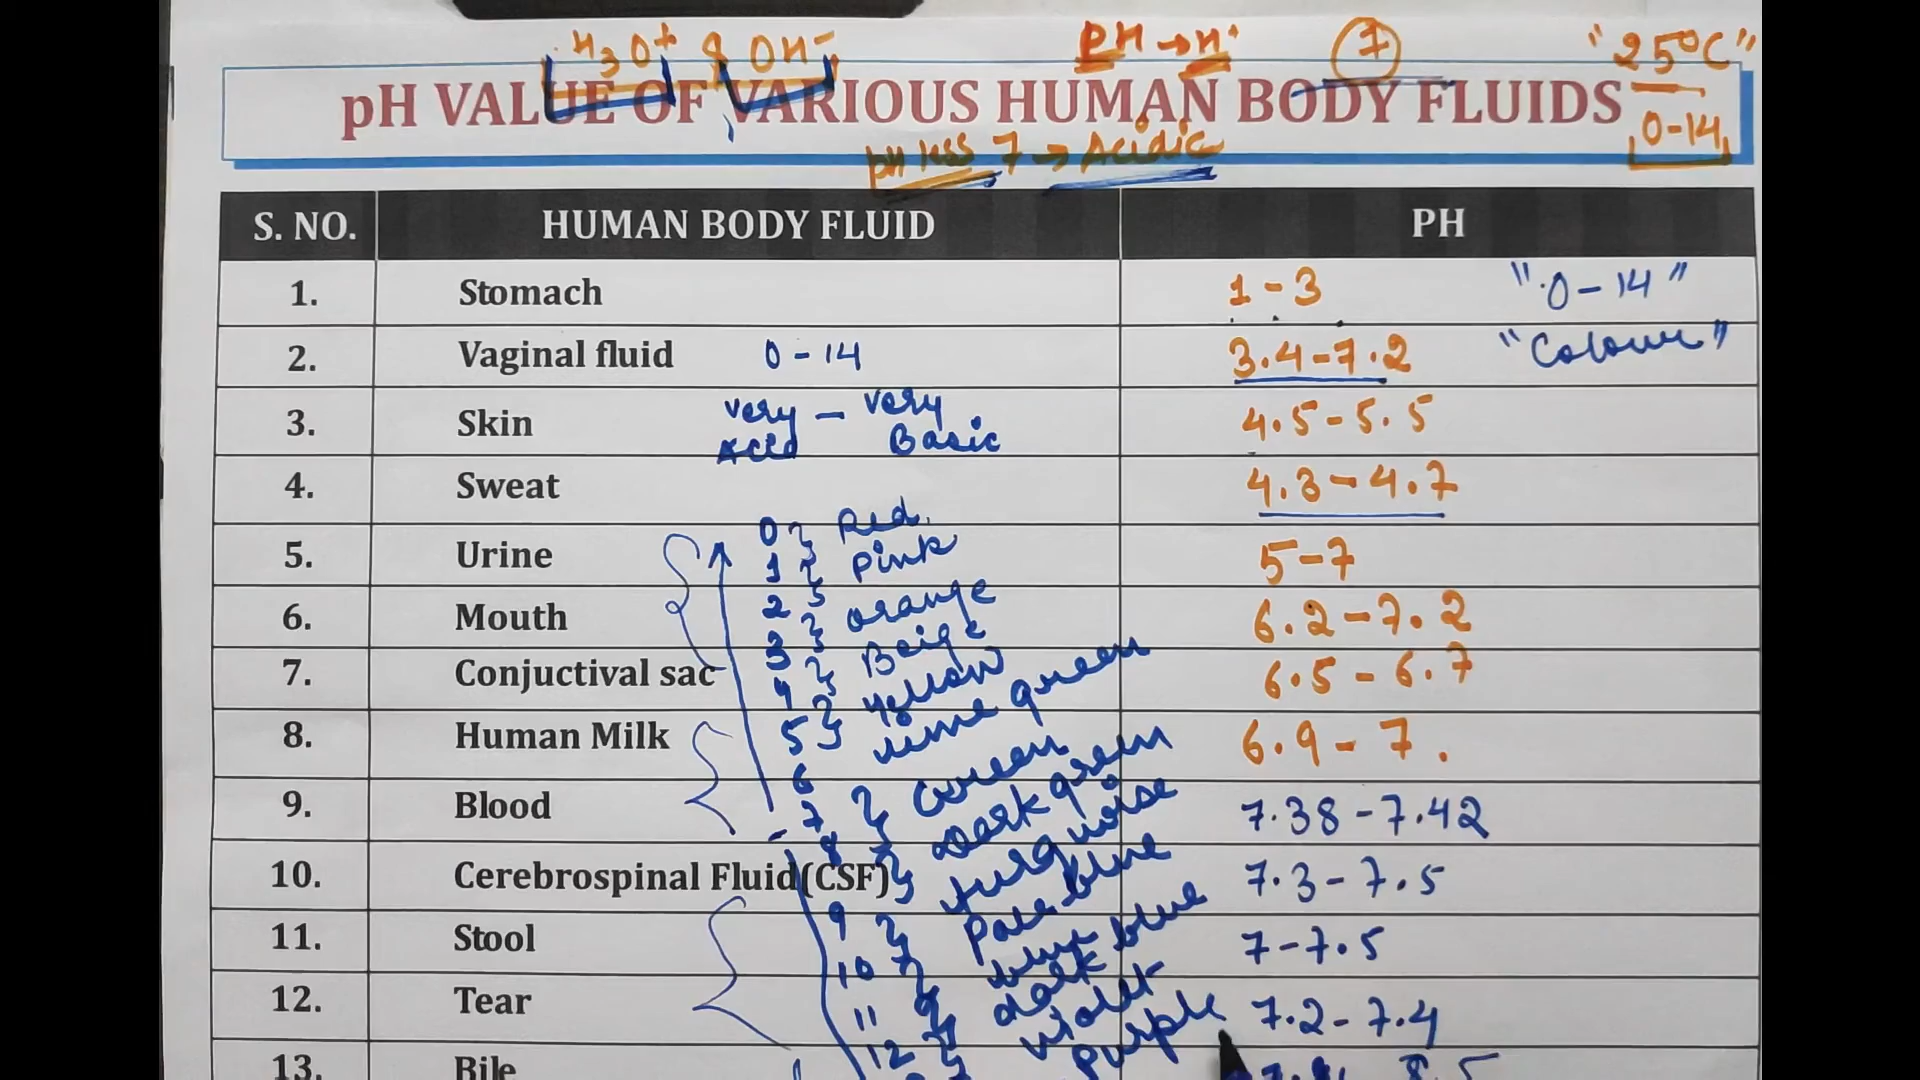 H3O+ & OH- PH → H+ 7 "25°C"
pH VALUE OF VARIOUS HUMAN BODY FLUIDS
0-14
pH less 7 → Acidic
S. NO. HUMAN BODY FLUID PH
1. Stomach 1-3 "0-14"
2. Vaginal fluid 0-14 3.4-7.2 "Colour"
3. Skin very - very 4.5-5.5
Acid Basic
4. Sweat 4.3-4.7
0 Red
5. Urine 1 Pink 5-7
6. Mouth 2 orange 6.2-7.2
3 Beige
7. Conjuctival sac 4 yellow 6.5-6.7
8. Human Milk 5 lime green 6.9-7.
6 Green
9. Blood 7 Dark green 7.38-7.42
8 turquoise
10. Cerebrospinal Fluid(CSF) Pale blue 7.3-7.5
9 blue
11. Stool 10 dark blue 7-7.5
12. Tear 11 violet 7.2-7.4
12 purple
13. Bile